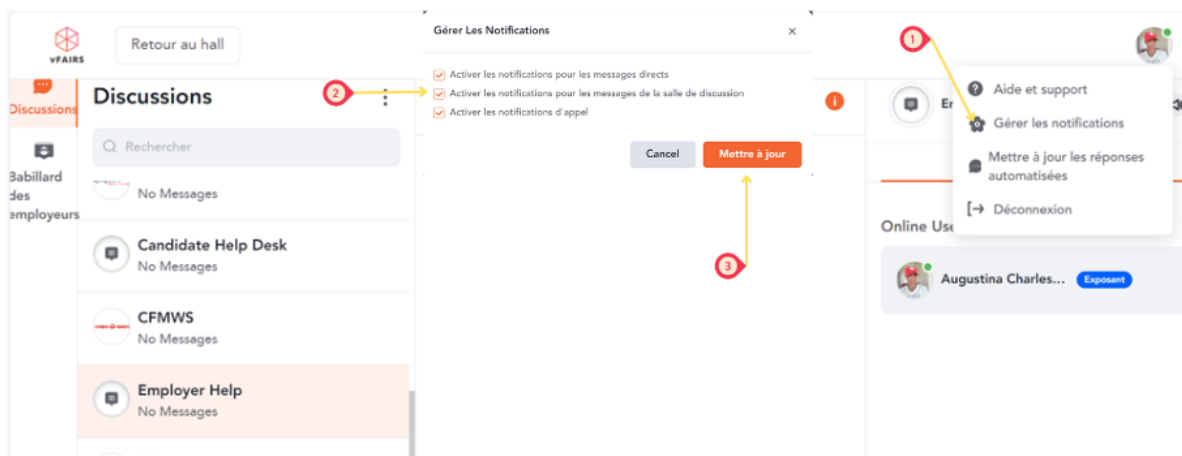 vFAIRS
Retour au hall
Discussions
Babillard
des
employeurs
Discussions
2
Rechercher
No Messages
Candidate Help Desk
No Messages
CFMWS
No Messages
Employer Help
No Messages
Gérer Les Notifications
×
Activer les notifications pour les messages directs
Activer les notifications pour les messages de la salle de discussion
Activer les notifications d'appel
Cancel
Mettre à jour
3
1
i
Aide et support
Gérer les notifications
Mettre à jour les réponses
automatisées
Déconnexion
Online Use
Augustina Charles...
Exposant